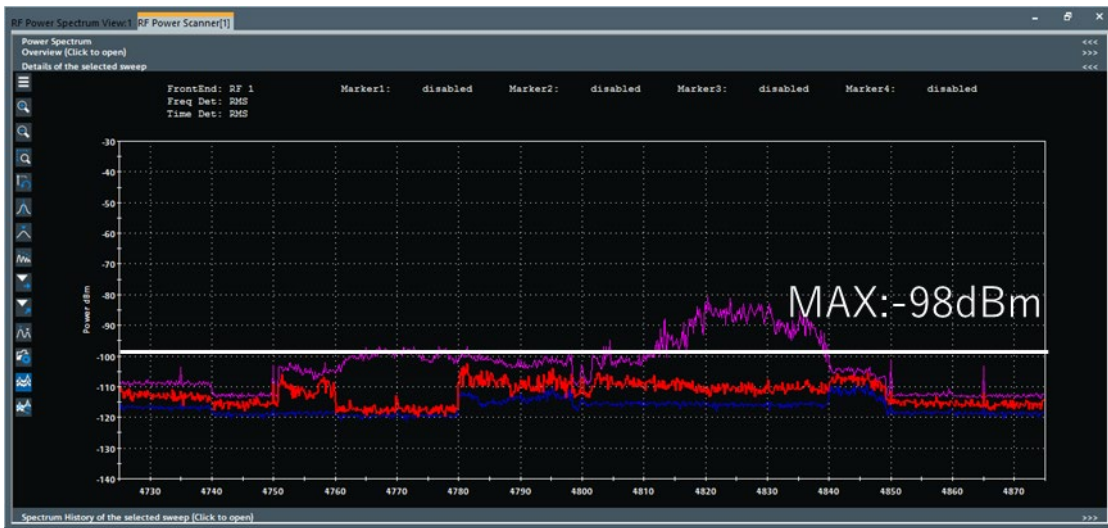 RF Power Spectrum View:1 RF Power Scanner[1]
Power Spectrum <<<
Overview (Click to open) >>>
Details of the selected sweep <<<
FrontEnd: RF 1 Marker1: disabled Marker2: disabled Marker3: disabled Marker4: disabled
Freq Det: RMS
Time Det: RMS
-30
-40
-50
-60
-70
-80
-90
-100
-110
-120
-130
-140
Power dBm
MAX:-98dBm
4730 4740 4750 4760 4770 4780 4790 4800 4810 4820 4830 4840 4850 4860 4870
Spectrum History of the selected sweep (Click to open) >>>